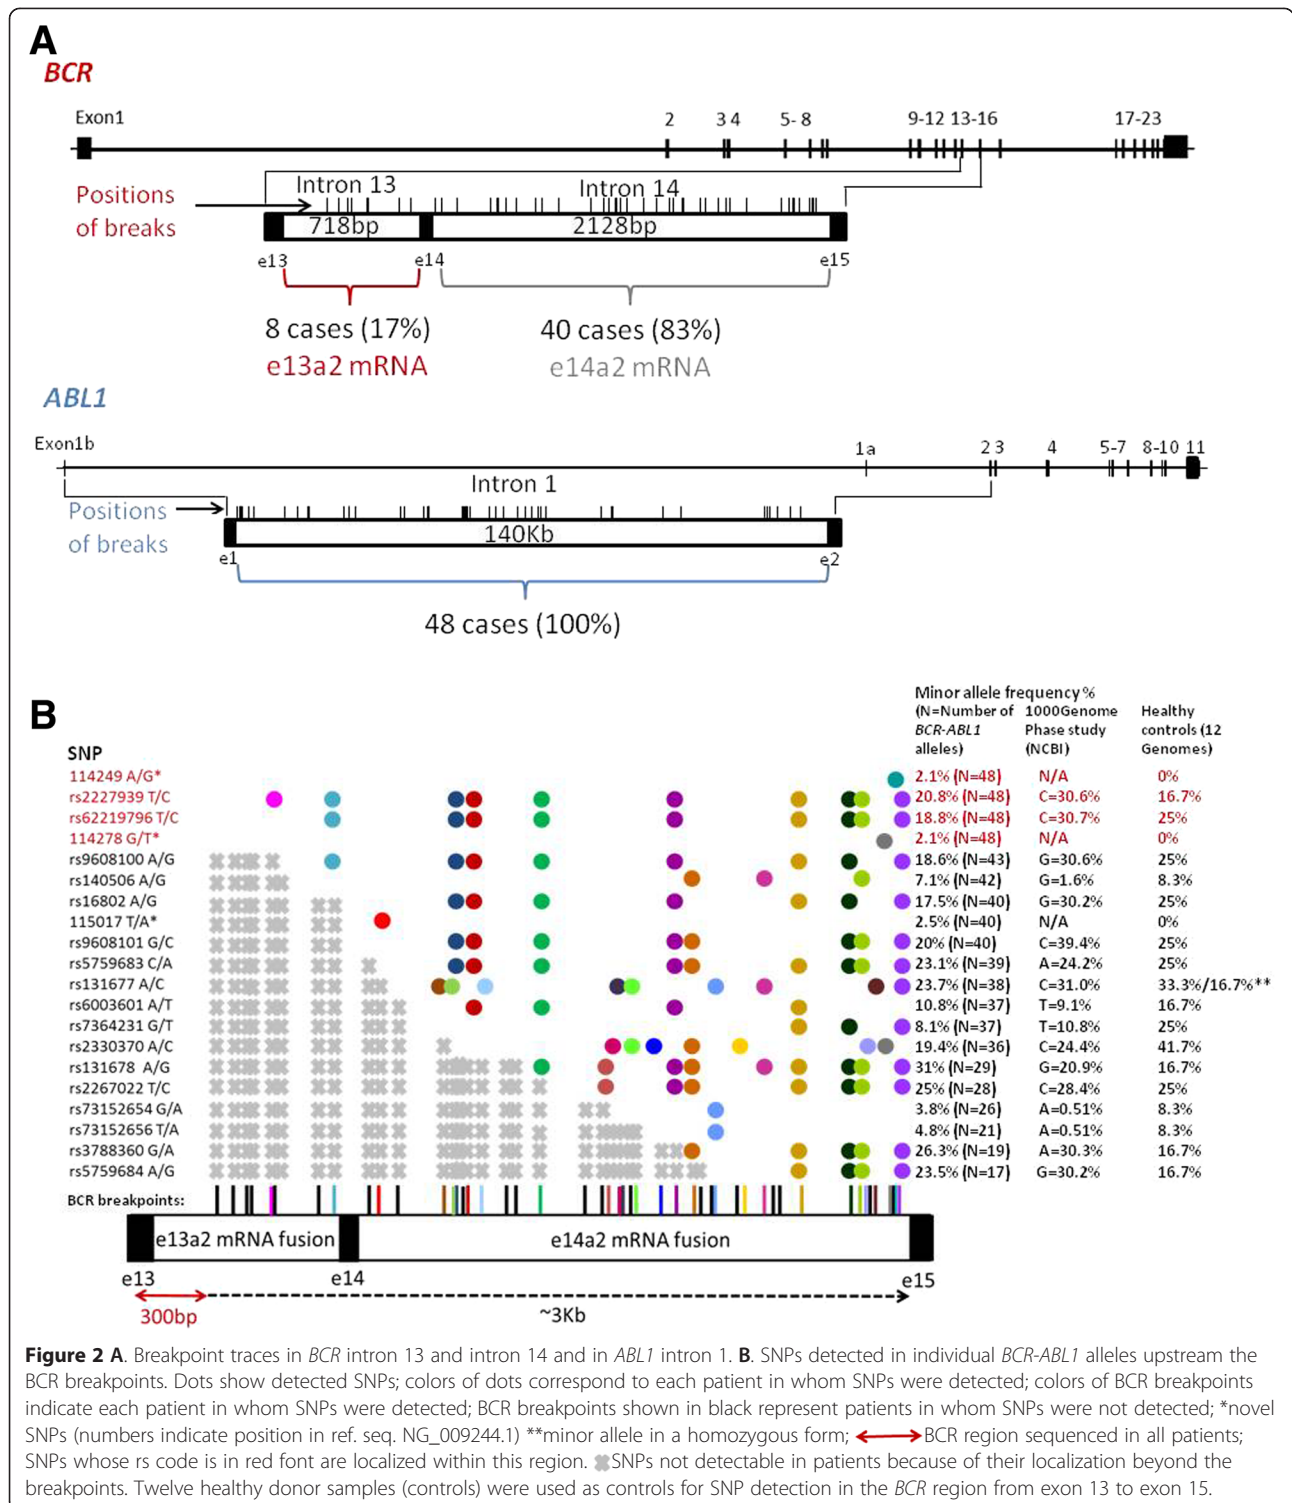 A
BCR
Exon1 2 3 4 5- 8 9-12 13-16 17-23
Positions of breaks
Intron 13 Intron 14
718bp 2128bp
e13 e14 e15
8 cases (17%) 40 cases (83%)
e13a2 mRNA e14a2 mRNA
ABL1
Exon1b 1a 2 3 4 5-7 8-10 11
Intron 1
Positions of breaks
140Kb
e1 e2
48 cases (100%)
B
Minor allele frequency %
(N=Number of BCR-ABL1 alleles) 1000Genome Phase study (NCBI) Healthy controls (12 Genomes)
SNP
114249 A/G* 2.1% (N=48) N/A 0%
rs2227939 T/C 20.8% (N=48) C=30.6% 16.7%
rs62219796 T/C 18.8% (N=48) C=30.7% 25%
114278 G/T* 2.1% (N=48) N/A 0%
rs9608100 A/G 18.6% (N=43) G=30.6% 25%
rs140506 A/G 7.1% (N=42) G=1.6% 8.3%
rs16802 A/G 17.5% (N=40) G=30.2% 25%
115017 T/A* 2.5% (N=40) N/A 0%
rs9608101 G/C 20% (N=40) C=39.4% 25%
rs5759683 C/A 23.1% (N=39) A=24.2% 25%
rs131677 A/C 23.7% (N=38) C=31.0% 33.3%/16.7%**
rs6003601 A/T 10.8% (N=37) T=9.1% 16.7%
rs7364231 G/T 8.1% (N=37) T=10.8% 25%
rs2330370 A/C 19.4% (N=36) C=24.4% 41.7%
rs131678 A/G 31% (N=29) G=20.9% 16.7%
rs2267022 T/C 25% (N=28) C=28.4% 25%
rs73152654 G/A 3.8% (N=26) A=0.51% 8.3%
rs73152656 T/A 4.8% (N=21) A=0.51% 8.3%
rs3788360 G/A 26.3% (N=19) A=30.3% 16.7%
rs5759684 A/G 23.5% (N=17) G=30.2% 16.7%
BCR breakpoints:
e13a2 mRNA fusion e14a2 mRNA fusion
e13 e14 e15
300bp ~3Kb
Figure 2 A. Breakpoint traces in BCR intron 13 and intron 14 and in ABL1 intron 1. B. SNPs detected in individual BCR-ABL1 alleles upstream the
BCR breakpoints. Dots show detected SNPs; colors of dots correspond to each patient in whom SNPs were detected; colors of BCR breakpoints
indicate each patient in whom SNPs were detected; BCR breakpoints shown in black represent patients in whom SNPs were not detected; *novel
SNPs (numbers indicate position in ref. seq. NG_009244.1) **minor allele in a homozygous form; BCR region sequenced in all patients;
SNPs whose rs code is in red font are localized within this region. SNPs not detectable in patients because of their localization beyond the
breakpoints. Twelve healthy donor samples (controls) were used as controls for SNP detection in the BCR region from exon 13 to exon 15.